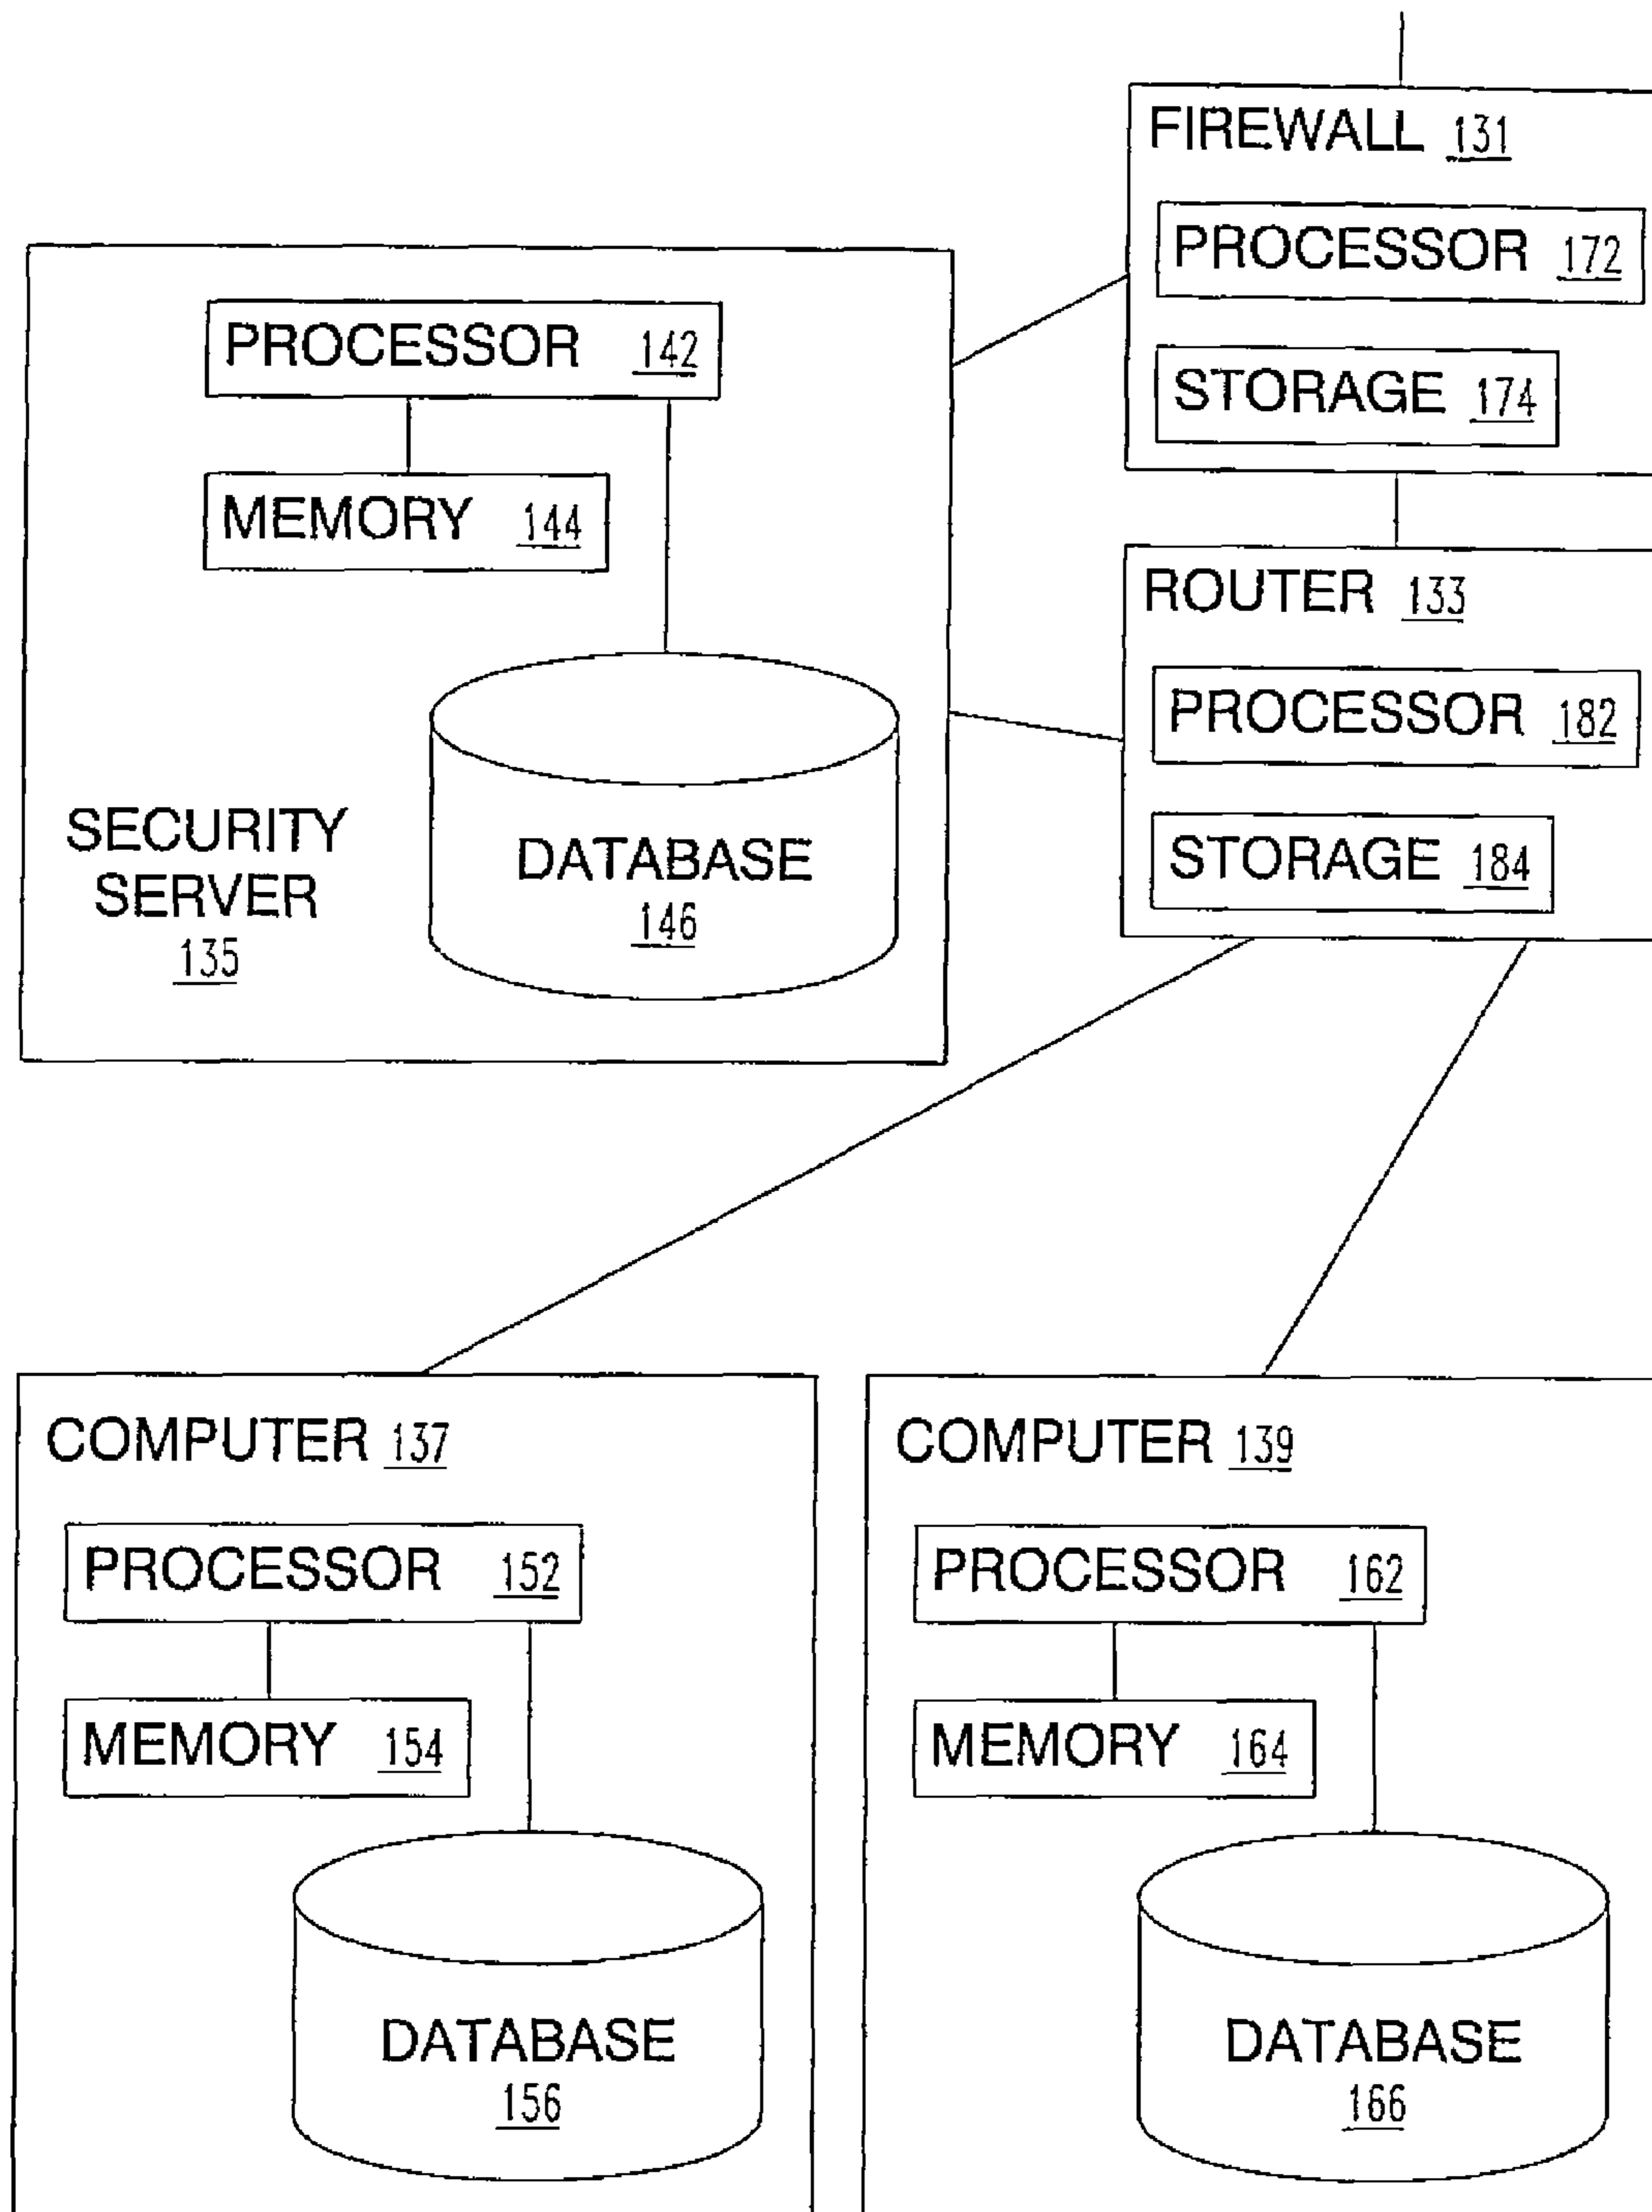 FIREWALL 131
PROCESSOR 172
STORAGE 174
PROCESSOR 142
MEMORY 144
SECURITY
SERVER
135
DATABASE
146
ROUTER 133
PROCESSOR 182
STORAGE 184
COMPUTER 137
PROCESSOR 152
MEMORY 154
DATABASE
156
COMPUTER 139
PROCESSOR 162
MEMORY 164
DATABASE
166